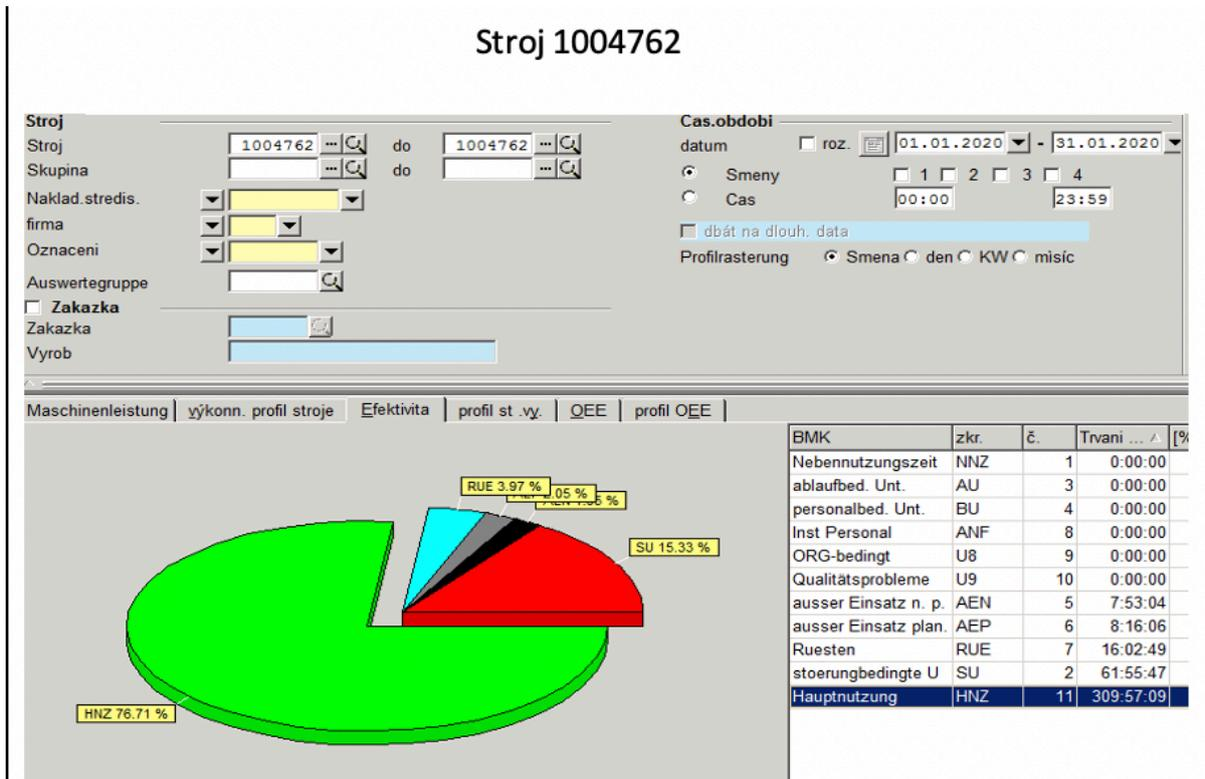 Stroj 1004762
Stroj
Stroj 1004762 ... do 1004762 ...
Skupina ... do ...
Naklad.stredis.
firma
Oznaceni
Auswertegruppe
Zakazka
Zakazka
Vyrob
Cas.obdobi
datum roz. 01.01.2020 - 31.01.2020
Smeny 1 2 3 4
Cas 00:00 23:59
dbát na dlouh. data
Profilrasterung Smena den KW mìsíc
Maschinenleistung výkonn. profil stroje Efektivita profil st .vy. OEE profil OEE
RUE 3.97 %
2.05 %
SU 15.33 %
HNZ 76.71 %
BMK zkr. č. Trvani ... [%
Nebennutzungszeit NNZ 1 0:00:00
ablaufbed. Unt. AU 3 0:00:00
personalbed. Unt. BU 4 0:00:00
Inst Personal ANF 8 0:00:00
ORG-bedingt U8 9 0:00:00
Qualitätsprobleme U9 10 0:00:00
ausser Einsatz n. p. AEN 5 7:53:04
ausser Einsatz plan. AEP 6 8:16:06
Ruesten RUE 7 16:02:49
stoerungbedingte U SU 2 61:55:47
Hauptnutzung HNZ 11 309:57:09